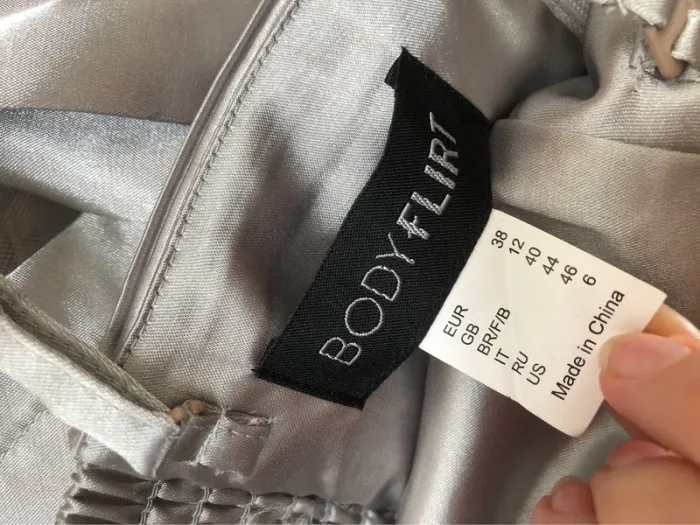 BODYFLIRT
EUR 38
GB 12
BR/F/B 40
IT 44
RU 46
US 6
Made in China